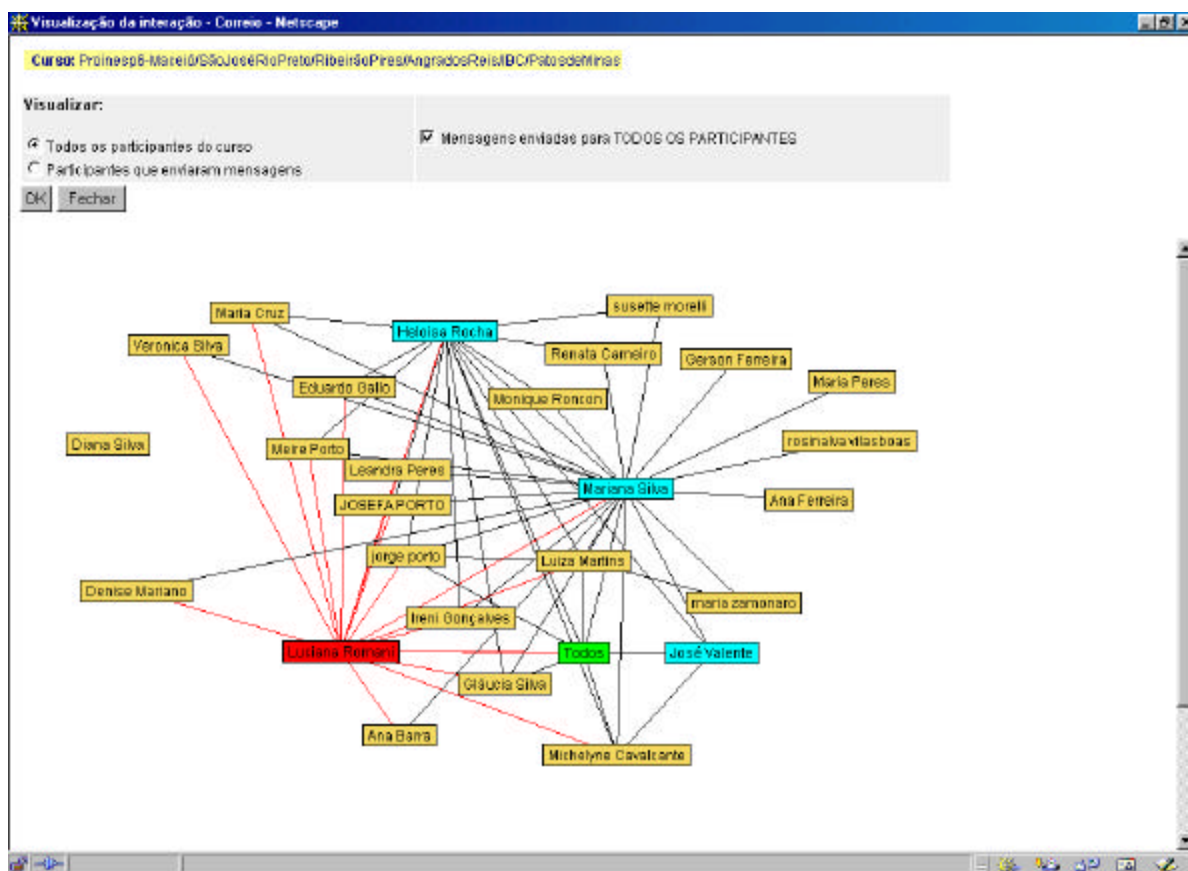 Visualização da interação - Correio - Netscape
Curso: Proinesp6-Maceió/SãoJoséRioPreto/RibeirãoPires/AngradosReis/IBC/PatosdeMinas
Visualizar:
Todos os participantes do curso
Mensagens enviadas para TODOS OS PARTICIPANTES
Participantes que enviaram mensagens
OK Fechar
Maria Cruz
susette morelli
Heloisa Rocha
Veronica Silva
Renata Carneiro
Gerson Ferreira
Eduardo Gallo
Maria Peres
Monique Roncon
Diana Silva
Meire Porto
rosinalva vilasboas
Leandra Peres
Mariana Silva
Ana Ferreira
JOSEFA PORTO
jorge porto
Luiza Martins
Denise Mariano
maria zamonaro
Ireni Gonçalves
Luciana Romani
Todos
José Valente
Gláucia Silva
Ana Barra
Michelyne Cavalcante